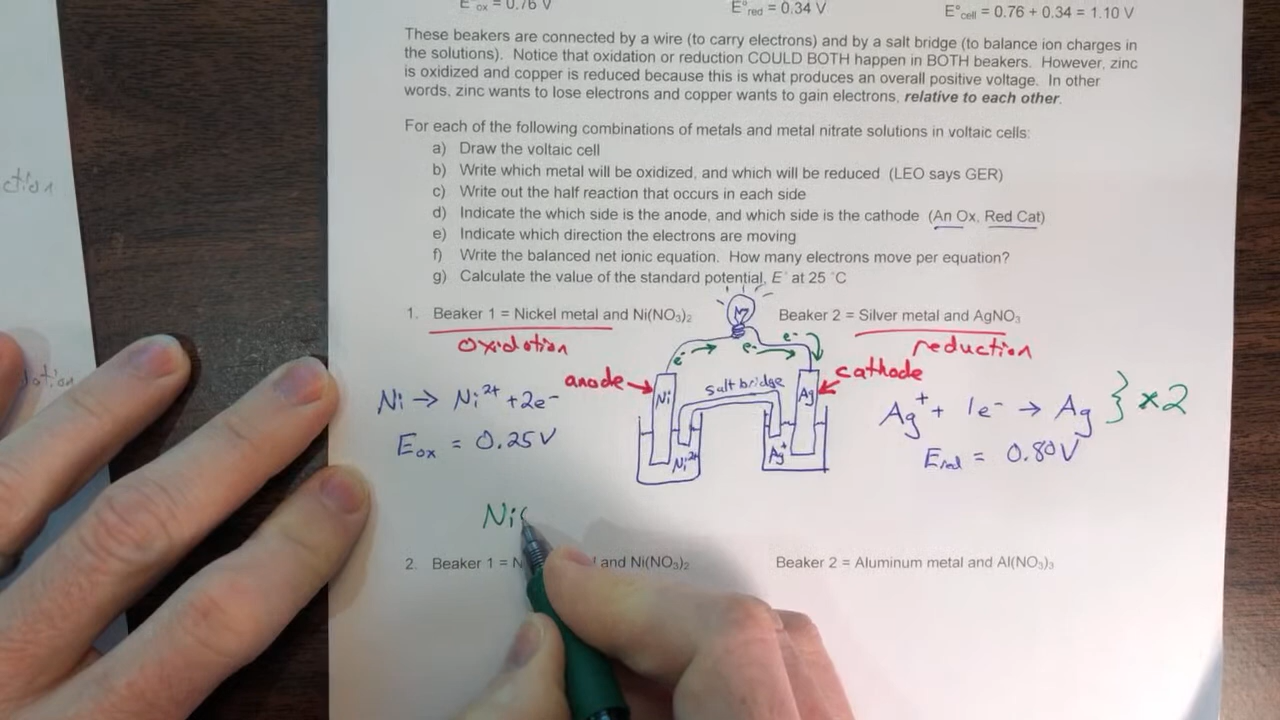 E°ox = 0.76 V E°red = 0.34 V E°cell = 0.76 + 0.34 = 1.10 V
These beakers are connected by a wire (to carry electrons) and by a salt bridge (to balance ion charges in
the solutions). Notice that oxidation or reduction COULD BOTH happen in BOTH beakers. However, zinc
is oxidized and copper is reduced because this is what produces an overall positive voltage. In other
words, zinc wants to lose electrons and copper wants to gain electrons, relative to each other.
For each of the following combinations of metals and metal nitrate solutions in voltaic cells:
a) Draw the voltaic cell
b) Write which metal will be oxidized, and which will be reduced (LEO says GER)
c) Write out the half reaction that occurs in each side
d) Indicate the which side is the anode, and which side is the cathode (An Ox, Red Cat)
e) Indicate which direction the electrons are moving
f) Write the balanced net ionic equation. How many electrons move per equation?
g) Calculate the value of the standard potential, E° at 25 °C
1. Beaker 1 = Nickel metal and Ni(NO₃)₂ Beaker 2 = Silver metal and AgNO₃
oxidation e⁻ e⁻ e⁻ reduction
anode salt bridge cathode
Ni → Ni²⁺ + 2e⁻ Ni Ag Ag⁺ + 1e⁻ → Ag } x2
Eox = 0.25V Ni²⁺ Ag⁺ Ered = 0.80V
Ni
2. Beaker 1 = N l and Ni(NO₃)₂ Beaker 2 = Aluminum metal and Al(NO₃)₃
ction